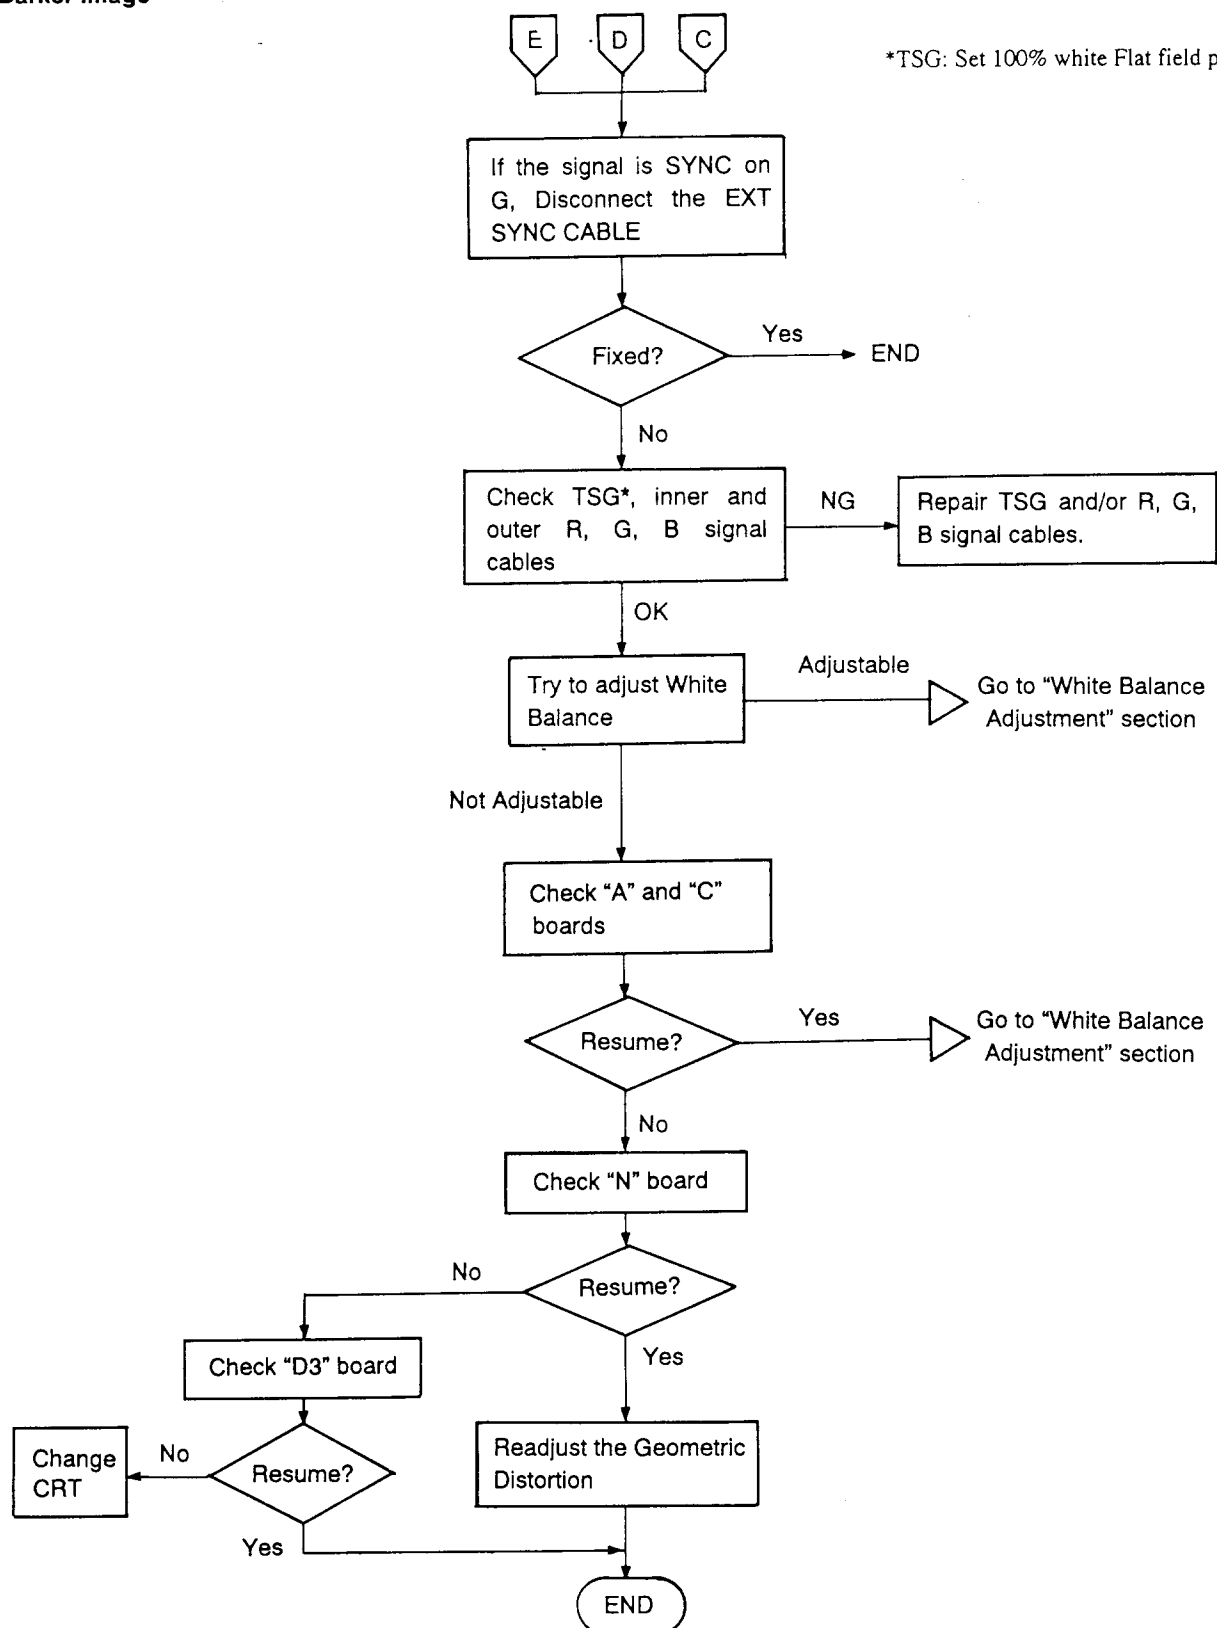 Darker Image
E D C
*TSG: Set 100% white Flat field p
If the signal is SYNC on
G, Disconnect the EXT
SYNC CABLE
Fixed?
Yes
END
No
Check TSG*, inner and
outer R, G, B signal
cables
NG
Repair TSG and/or R, G,
B signal cables.
OK
Try to adjust White
Balance
Adjustable
Go to “White Balance
Adjustment” section
Not Adjustable
Check “A” and “C”
boards
Resume?
Yes
Go to “White Balance
Adjustment” section
No
Check “N” board
Resume?
No
Yes
Check “D3” board
Readjust the Geometric
Distortion
Resume?
No
Change
CRT
Yes
END